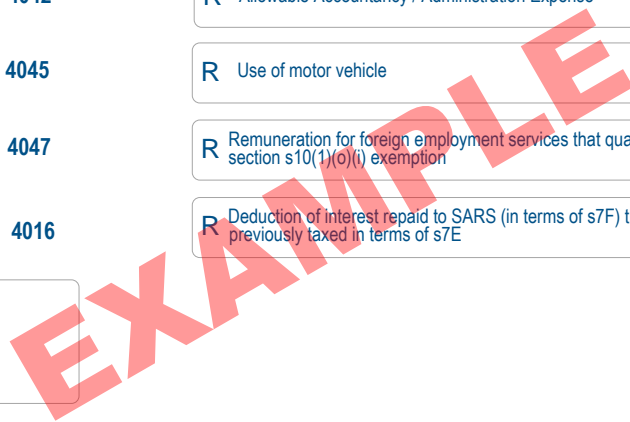 R Allowable Accountancy / Administration Expense
4045
R Use of motor vehicle
4047
R Remuneration for foreign employment services that
section s10(1)(o)(i) exemption
4016
R Deduction of interest repaid to SARS (in terms of s7F)
previously taxed in terms of s7E
EXAMPLE